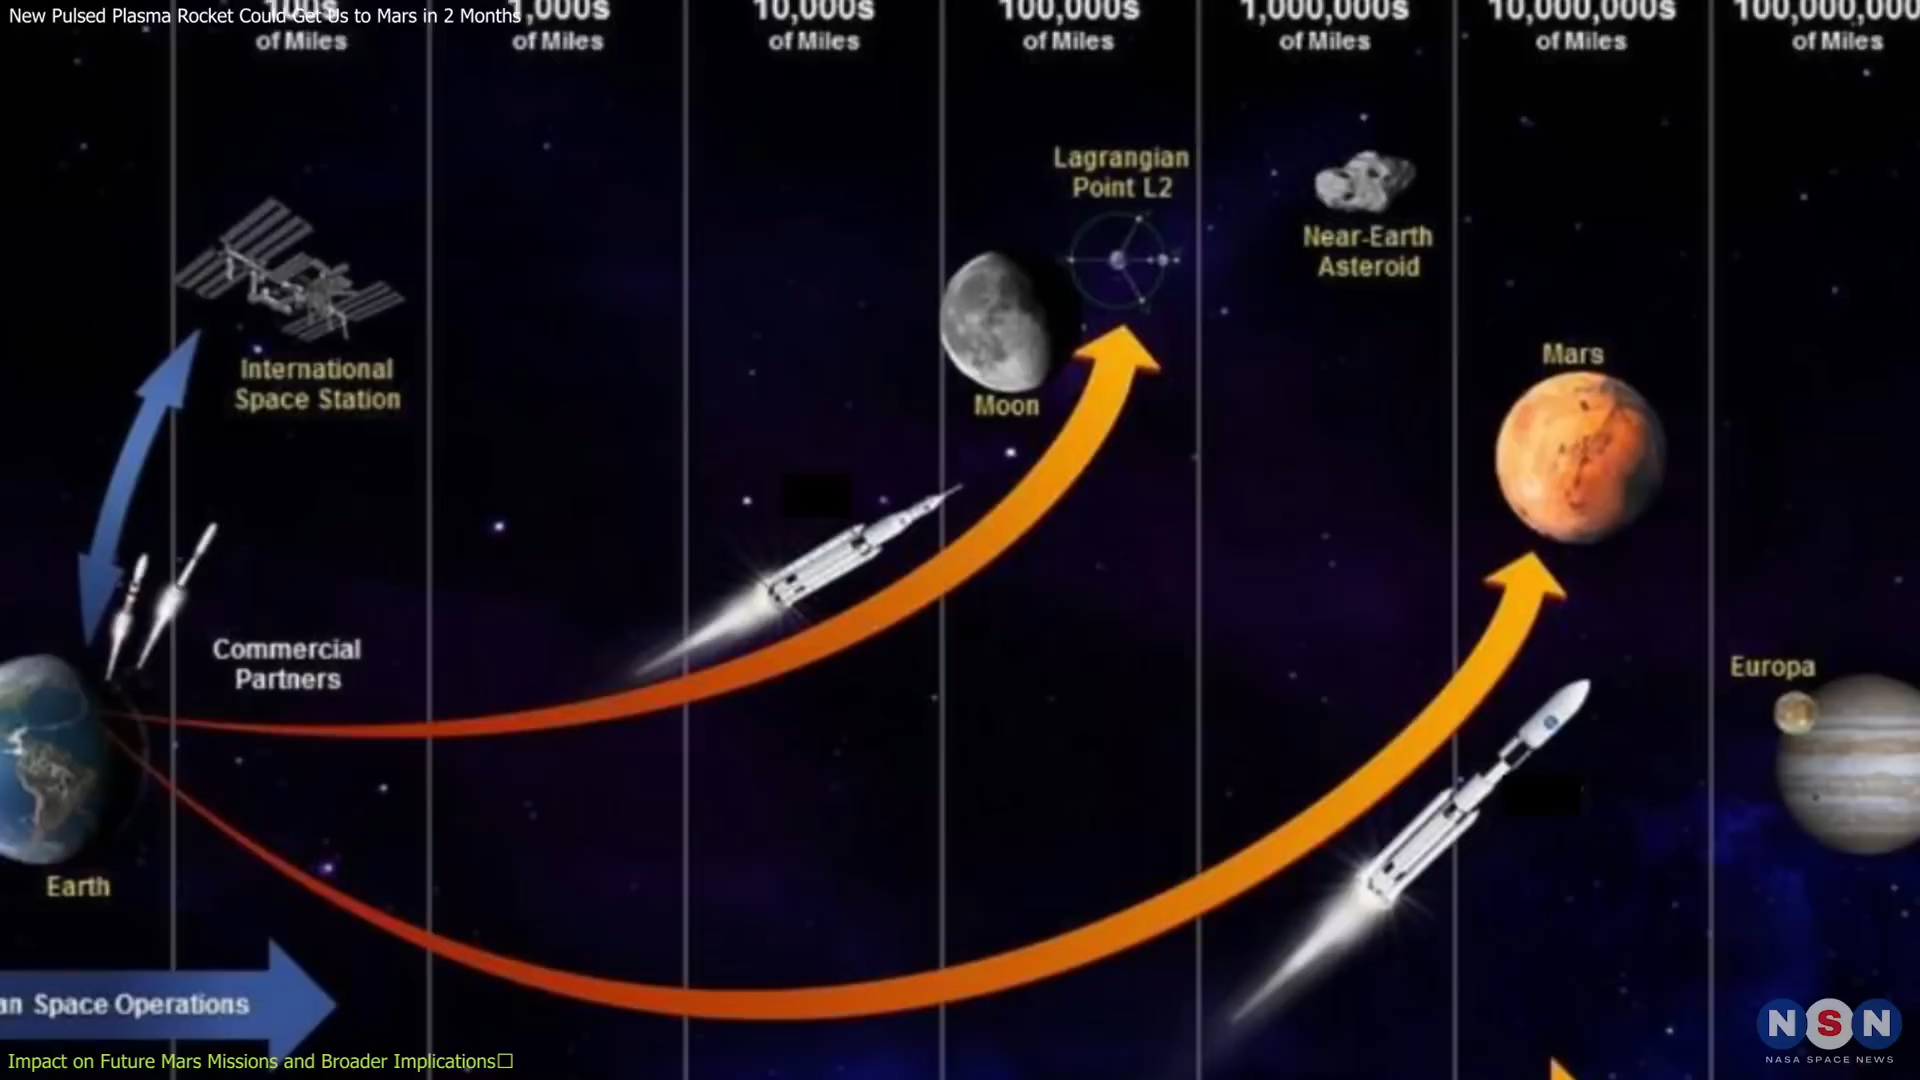 New Pulsed Plasma Rocket Could Get Us to Mars in 2 Months
of Miles
1,000s
of Miles
10,000s
of Miles
100,000s
of Miles
1,000,000s
of Miles
10,000,000s
of Miles
of Miles
Lagrangian
Point L2
Near-Earth
Asteroid
International
Space Station
Moon
Mars
Commercial
Partners
Europa
Earth
Space Operations
NSN
NASA SPACE NEWS
Impact on Future Mars Missions and Broader Implications